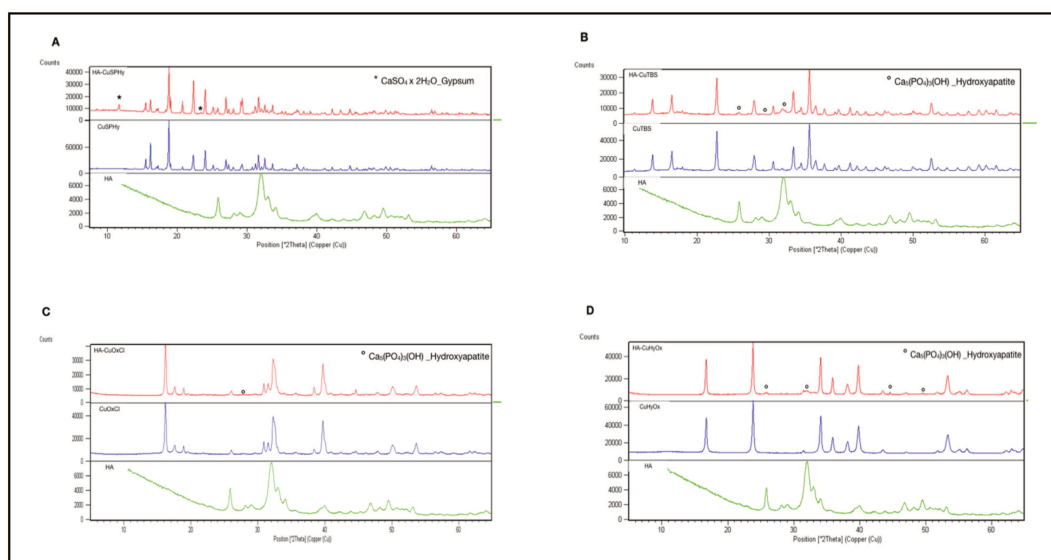 A
Counts
HA-CuSPHy
40000
30000
20000
10000
0
* CaSO₄ x 2H₂O_Gypsum
*
*
CuSPHy
50000
0
HA
6000
4000
2000
0
20
30
40
50
60
Position [°2Theta] (Copper (Cu))
B
Counts
HA-CuTBS
30000
20000
10000
0
° Ca₅(PO₄)₃(OH) _Hydroxyapatite
CuTBS
40000
20000
0
HA
6000
4000
2000
0
10
20
30
40
50
60
Position [°2Theta] (Copper (Cu))
C
Counts
HA-CuOxCl
30000
20000
10000
0
° Ca₅(PO₄)₃(OH) _Hydroxyapatite
CuOxCl
40000
20000
0
HA
6000
4000
2000
0
10
20
30
40
50
60
Position [°2Theta] (Copper (Cu))
D
Counts
HA-CuHyOx
40000
20000
0
° Ca₅(PO₄)₃(OH) _Hydroxyapatite
CuHyOx
60000
40000
20000
0
HA
6000
4000
2000
0
10
20
30
40
50
60
Position [°2Theta] (Copper (Cu))